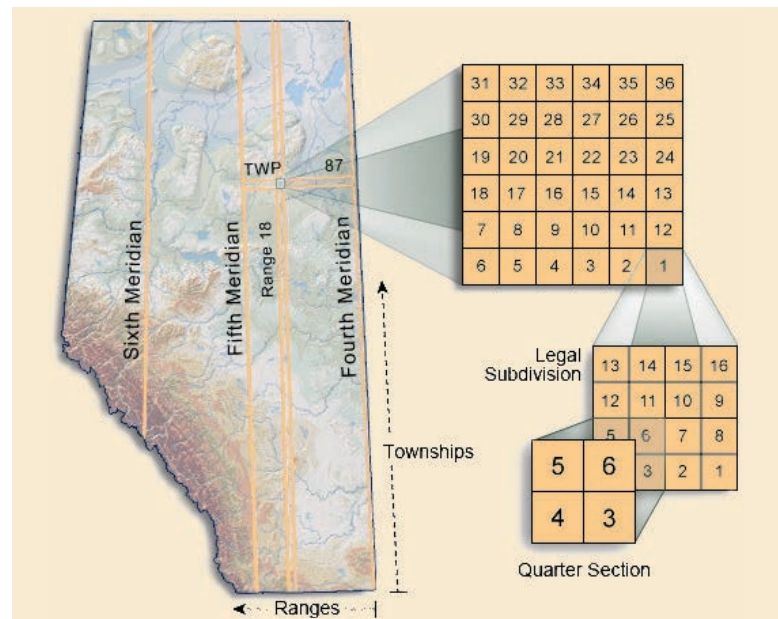 TWP 87
Range 18
Sixth Meridian
Fifth Meridian
Fourth Meridian
Townships
Ranges
31 32 33 34 35 36
30 29 28 27 26 25
19 20 21 22 23 24
18 17 16 15 14 13
7 8 9 10 11 12
6 5 4 3 2 1
Legal
Subdivision
13 14 15 16
12 11 10 9
5 6 7 8
3 2 1
5 6
4 3
Quarter Section